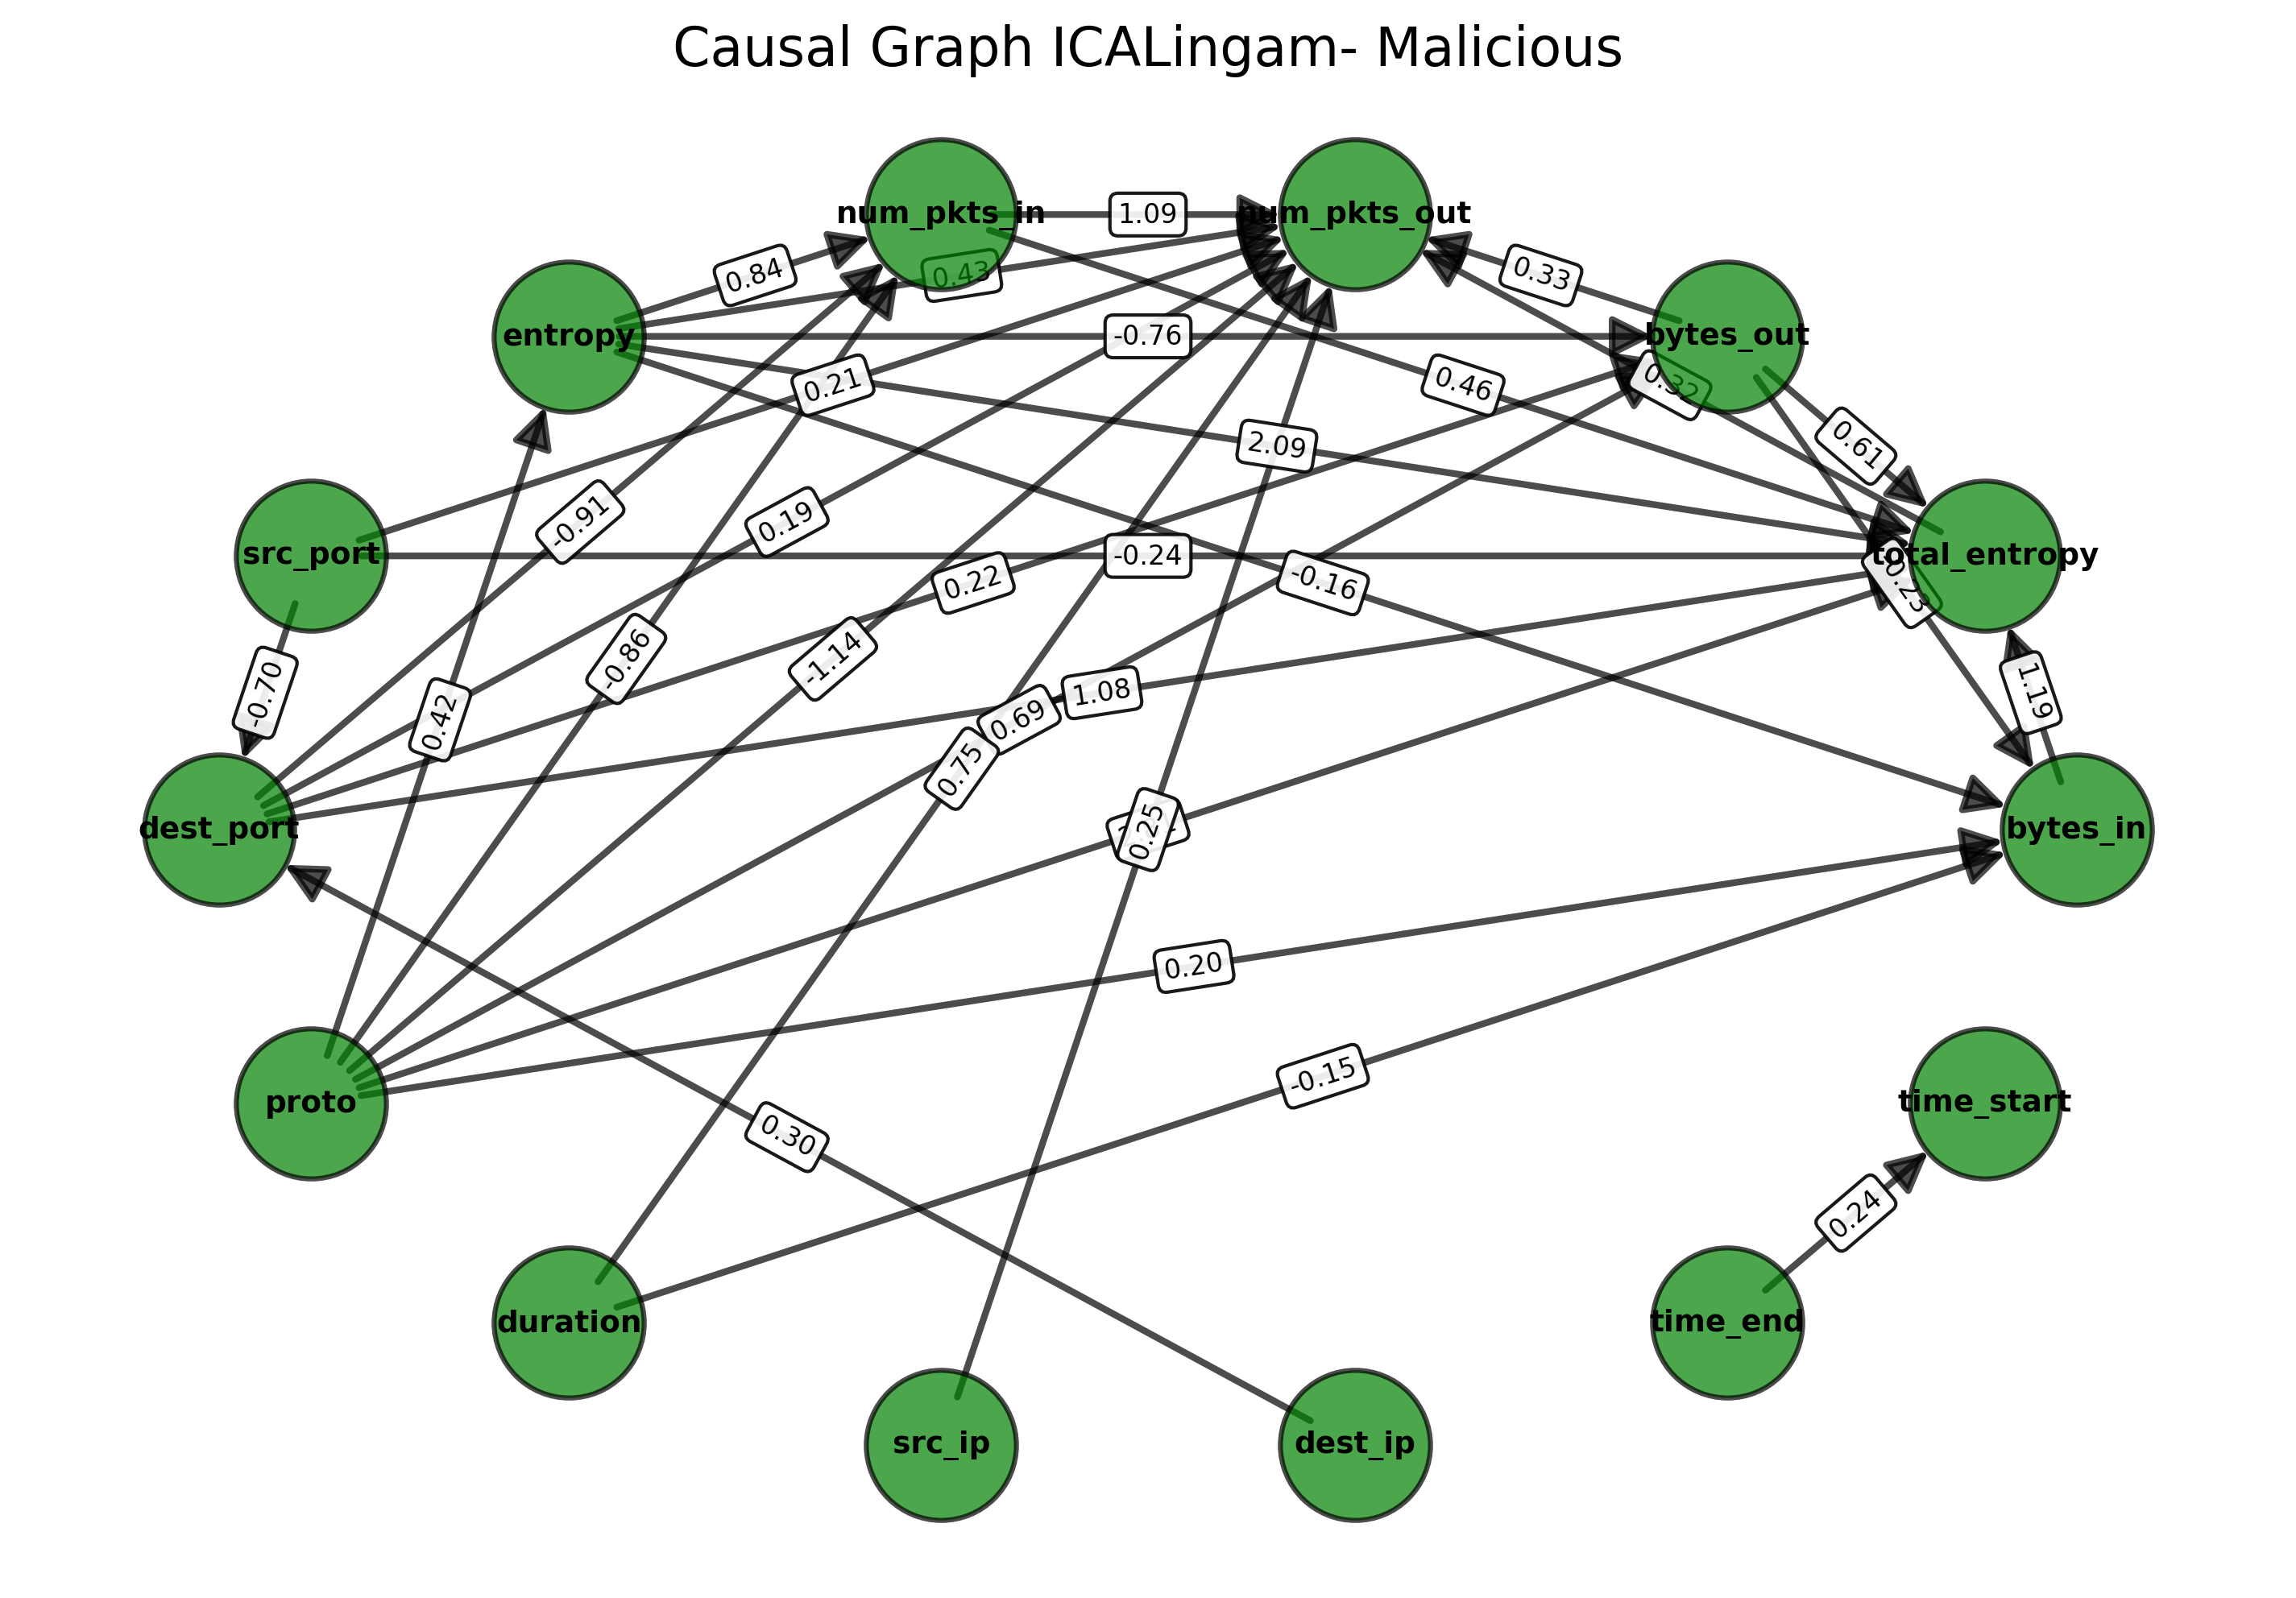 Causal Graph ICALingam- Malicious
num_pkts_in
1.09
num_pkts_out
0.84
0.43
0.33
entropy
-0.76
bytes_out
0.21
0.46
0.32
2.09
0.61
-0.91
0.19
src_port
-0.24
total_entropy
0.22
-0.16
0.23
-0.86
-1.14
-0.70
0.42
1.08
0.69
1.19
0.75
dest_port
0.25
bytes_in
0.20
-0.15
proto
time_start
0.30
0.24
duration
time_end
src_ip
dest_ip